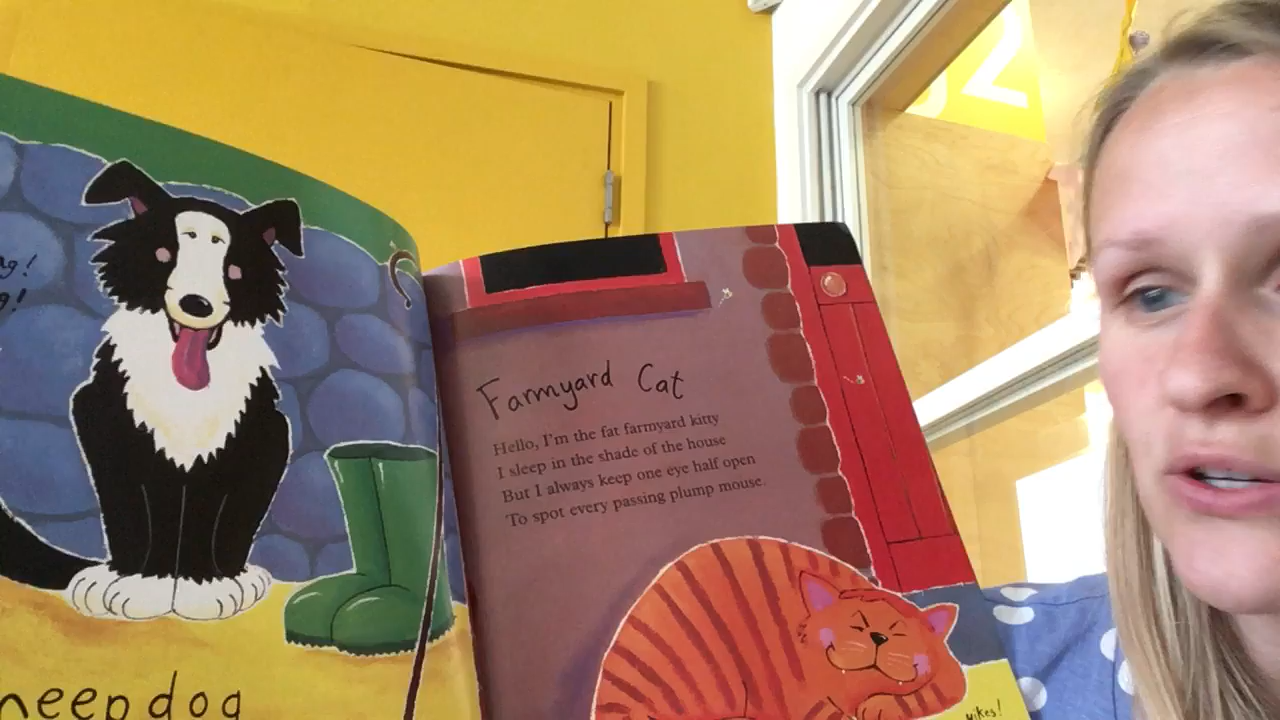 Farmyard Cat
Hello, I'm the fat farmyard kitty
I sleep in the shade of the house
But I always keep one eye half open
To spot every passing plump mouse.
yikes!